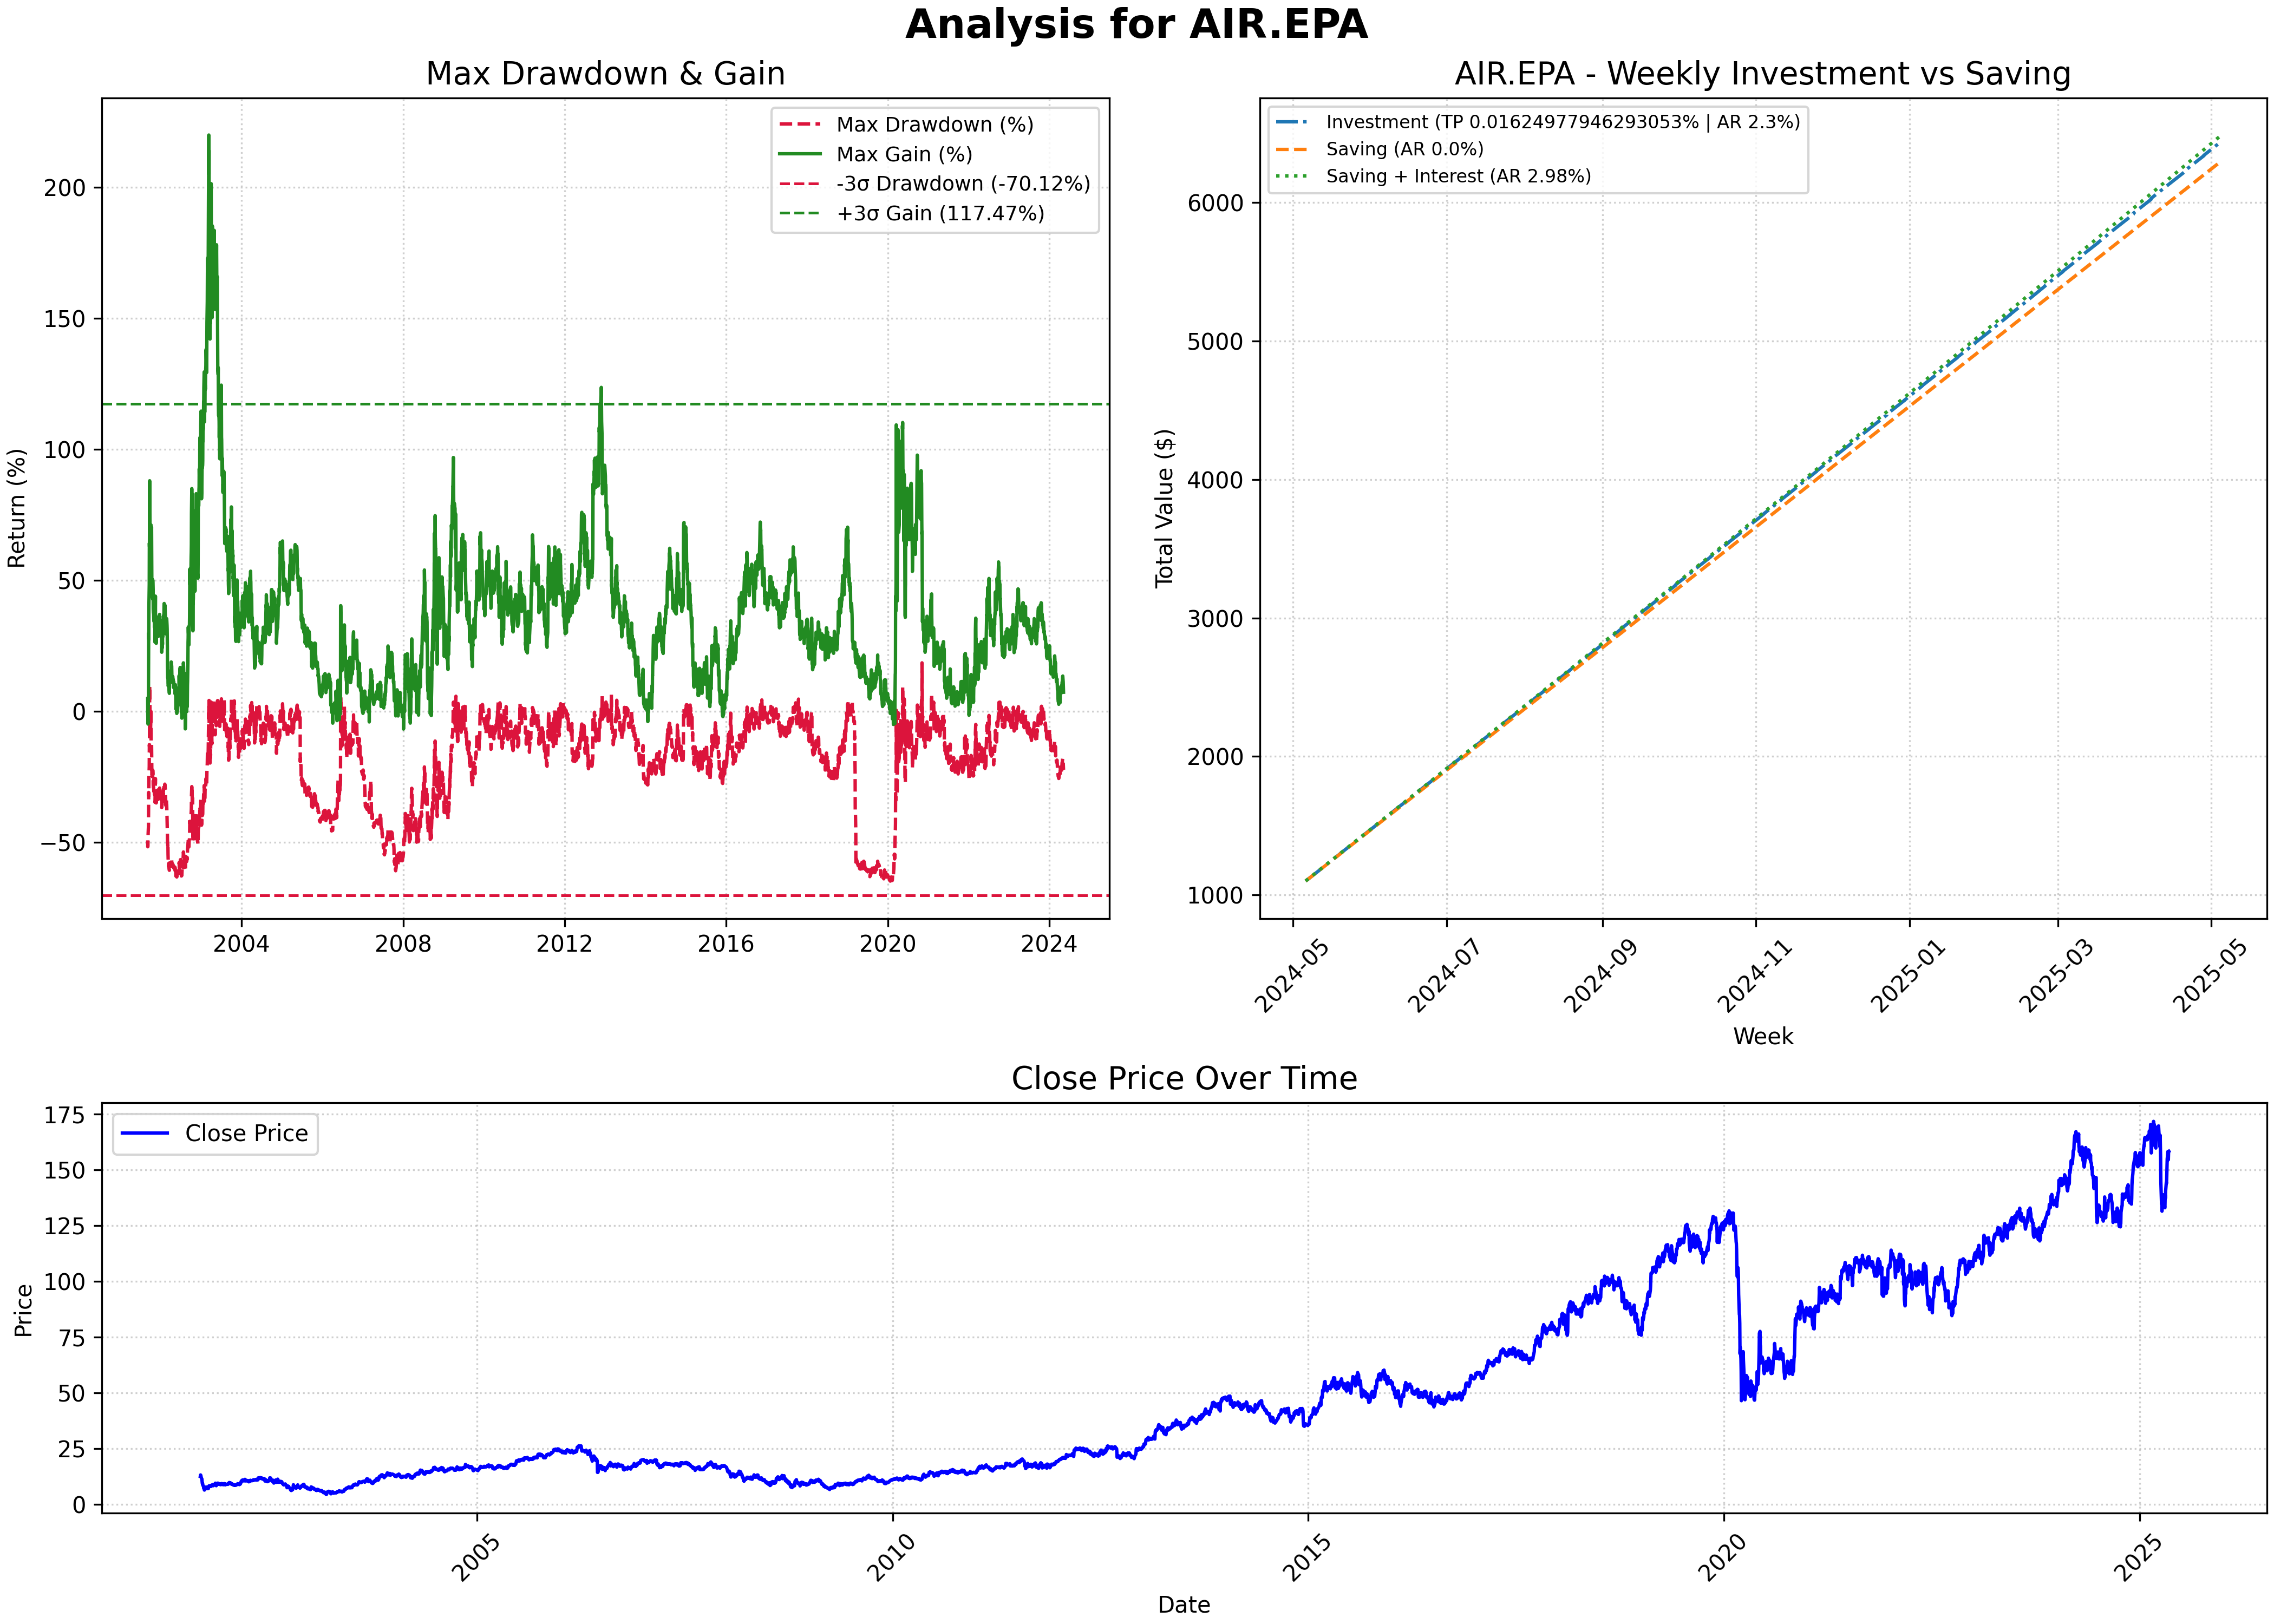 Analysis for AIR.EPA
Max Drawdown & Gain
Return (%)
200
150
100
50
0
−50
2004
2008
2012
2016
2020
2024
Max Drawdown (%)
Max Gain (%)
-3σ Drawdown (-70.12%)
+3σ Gain (117.47%)
AIR.EPA - Weekly Investment vs Saving
Total Value ($)
6000
5000
4000
3000
2000
1000
2024-05
2024-07
2024-09
2024-11
2025-01
2025-03
2025-05
Week
Investment (TP 0.01624977946293053% | AR 2.3%)
Saving (AR 0.0%)
Saving + Interest (AR 2.98%)
Close Price Over Time
Price
175
150
125
100
75
50
25
0
2005
2010
2015
2020
2025
Date
Close Price